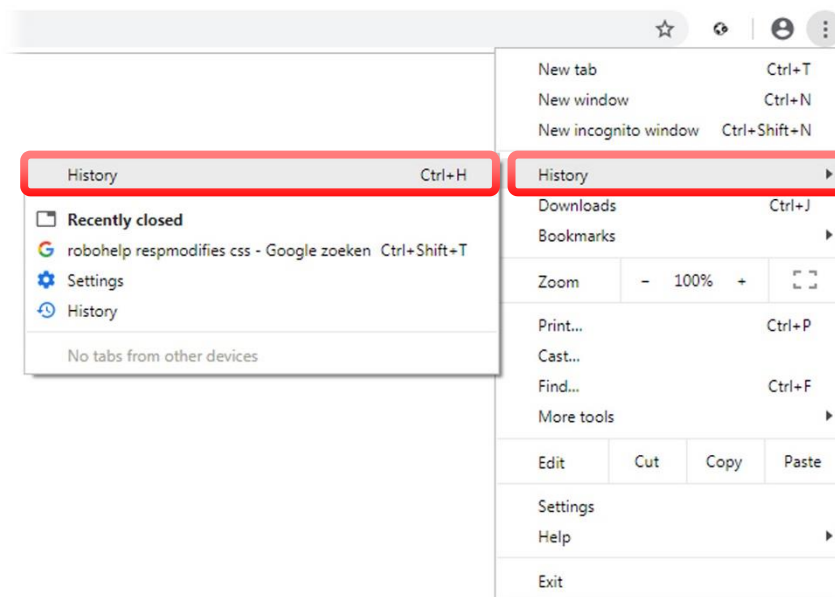 New tab Ctrl+T
New window Ctrl+N
New incognito window Ctrl+Shift+N
History
Downloads Ctrl+J
Bookmarks
Zoom - 100% +
Print... Ctrl+P
Cast...
Find... Ctrl+F
More tools
Edit Cut Copy Paste
Settings
Help
Exit
History Ctrl+H
Recently closed
robohelp respmodifies css - Google zoeken Ctrl+Shift+T
Settings
History
No tabs from other devices